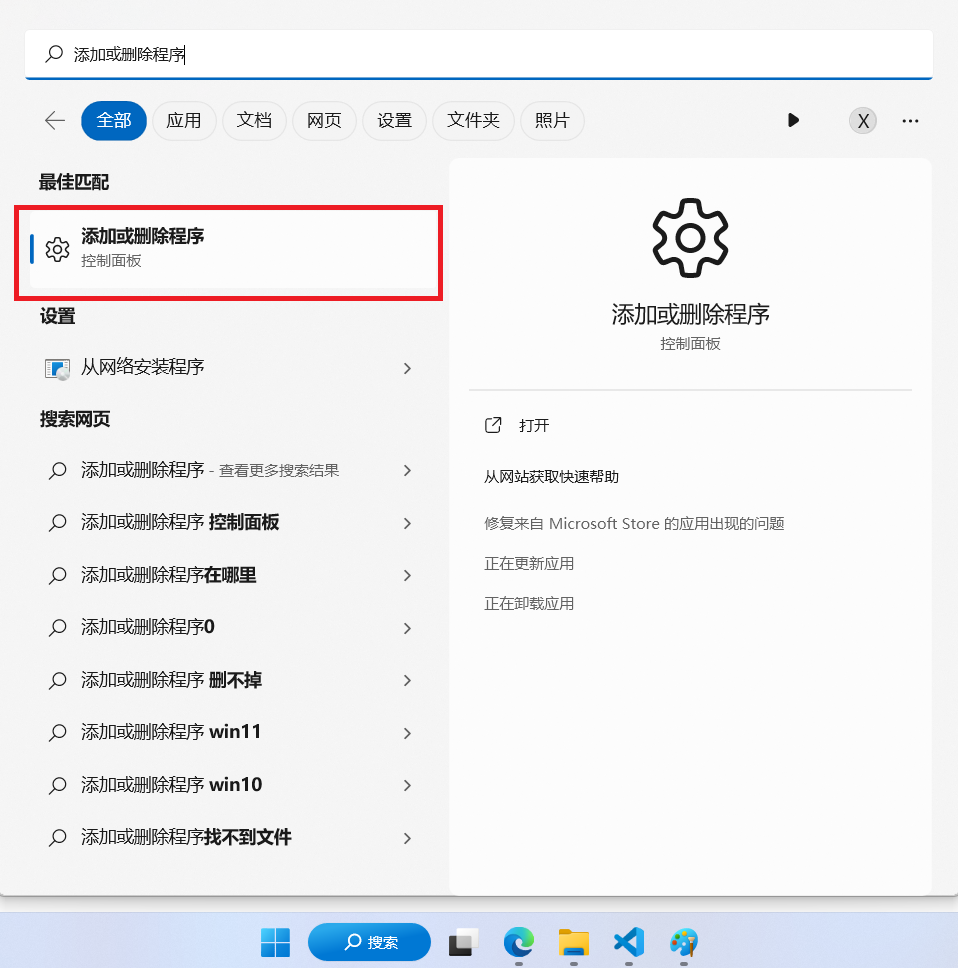 添加或删除程序
全部 应用 文档 网页 设置 文件夹 照片 X ...
最佳匹配
添加或删除程序
控制面板
设置
从网络安装程序
搜索网页
添加或删除程序 - 查看更多搜索结果
添加或删除程序 控制面板
添加或删除程序在哪里
添加或删除程序0
添加或删除程序 删不掉
添加或删除程序 win11
添加或删除程序 win10
添加或删除程序找不到文件
添加或删除程序
控制面板
打开
从网站获取快速帮助
修复来自 Microsoft Store 的应用出现的问题
正在更新应用
正在卸载应用
搜索